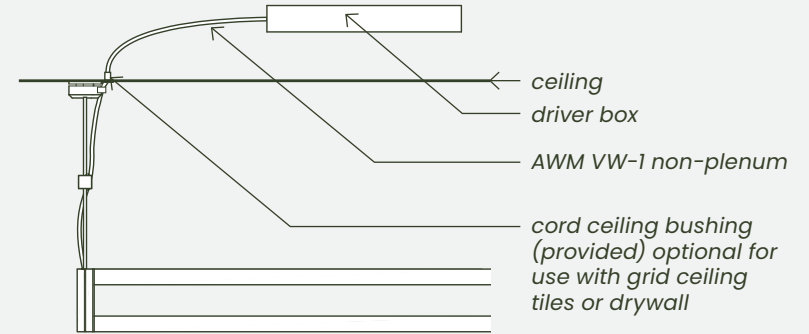 ceiling
driver box
AWM VW-1 non-plenum
cord ceiling bushing
(provided) optional for
use with grid ceiling
tiles or drywall